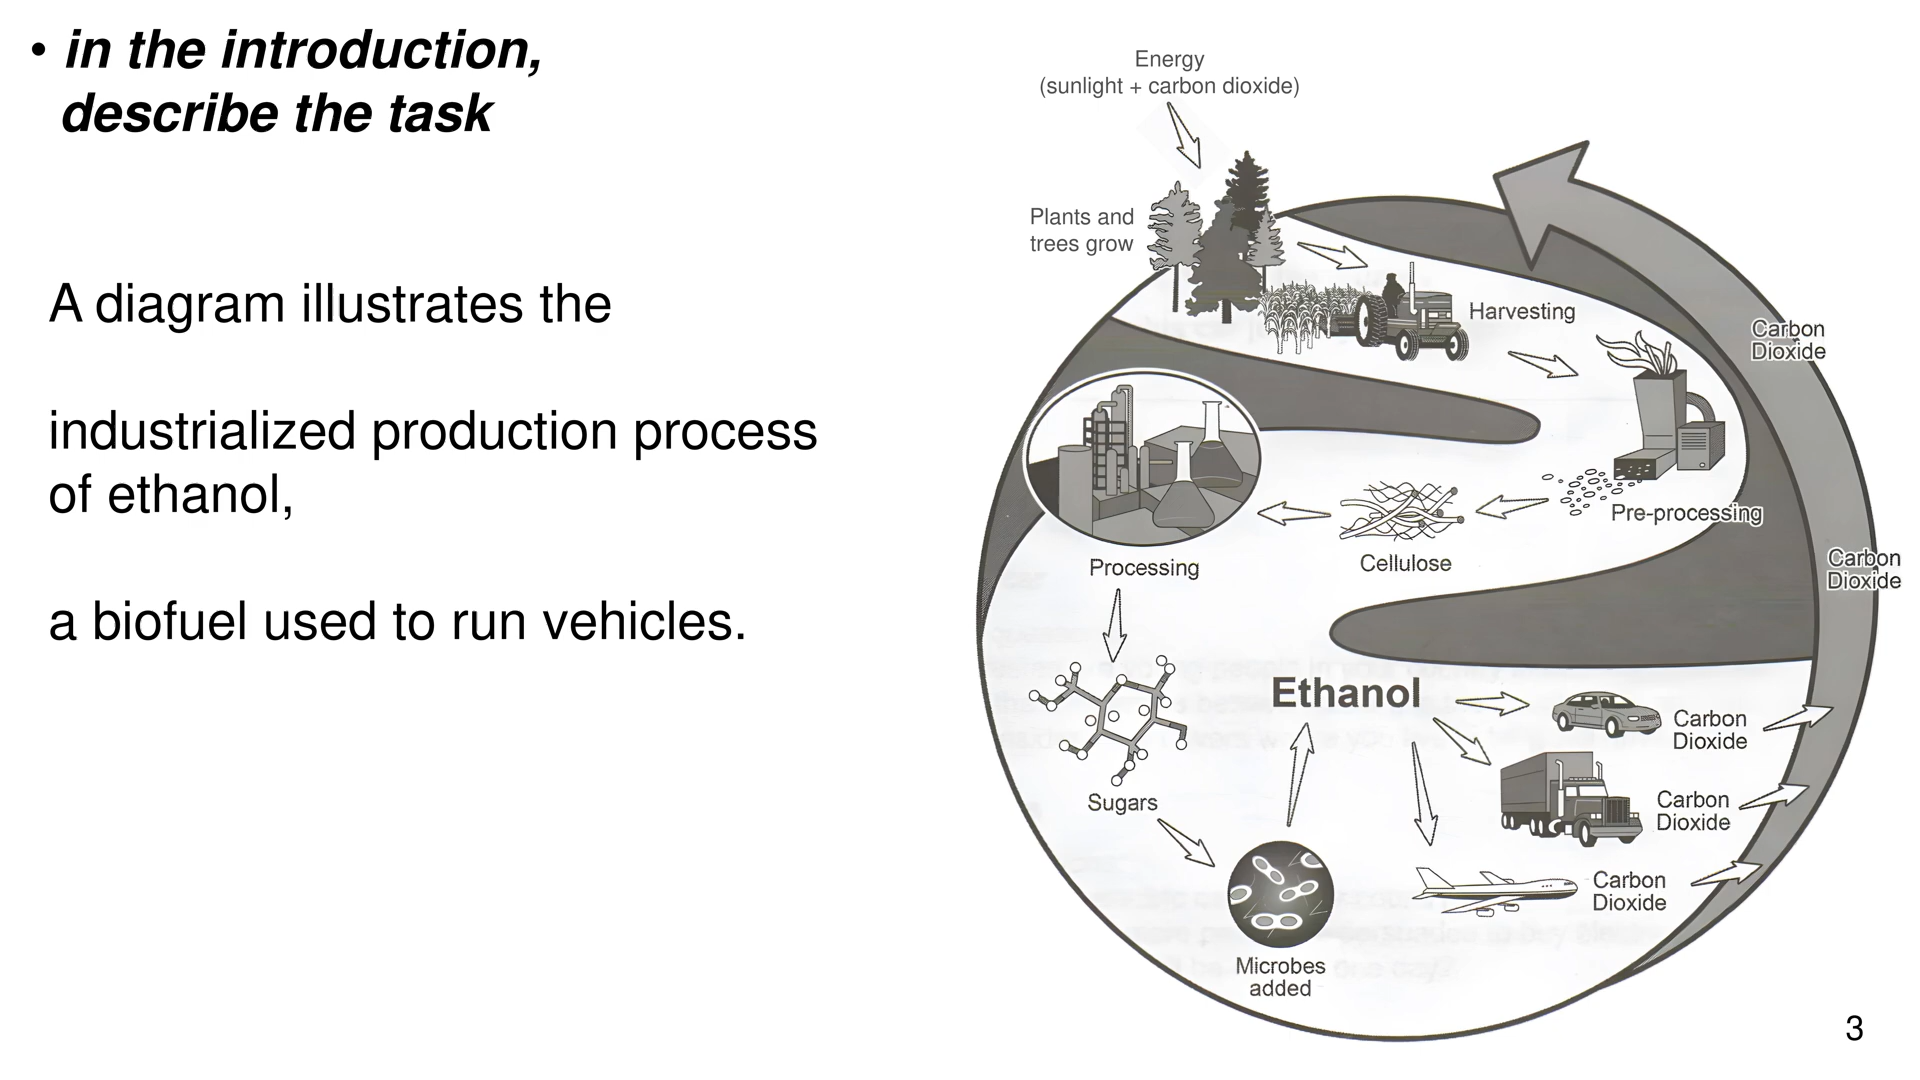 • in the introduction,
describe the task
A diagram illustrates the
industrialized production process
of ethanol,
a biofuel used to run vehicles.
Energy
(sunlight + carbon dioxide)
Plants and
trees grow
Harvesting
Carbon
Dioxide
Pre-processing
Cellulose
Processing
Carbon
Dioxide
Ethanol
Sugars
Carbon
Dioxide
Carbon
Dioxide
Carbon
Dioxide
Microbes
added
3